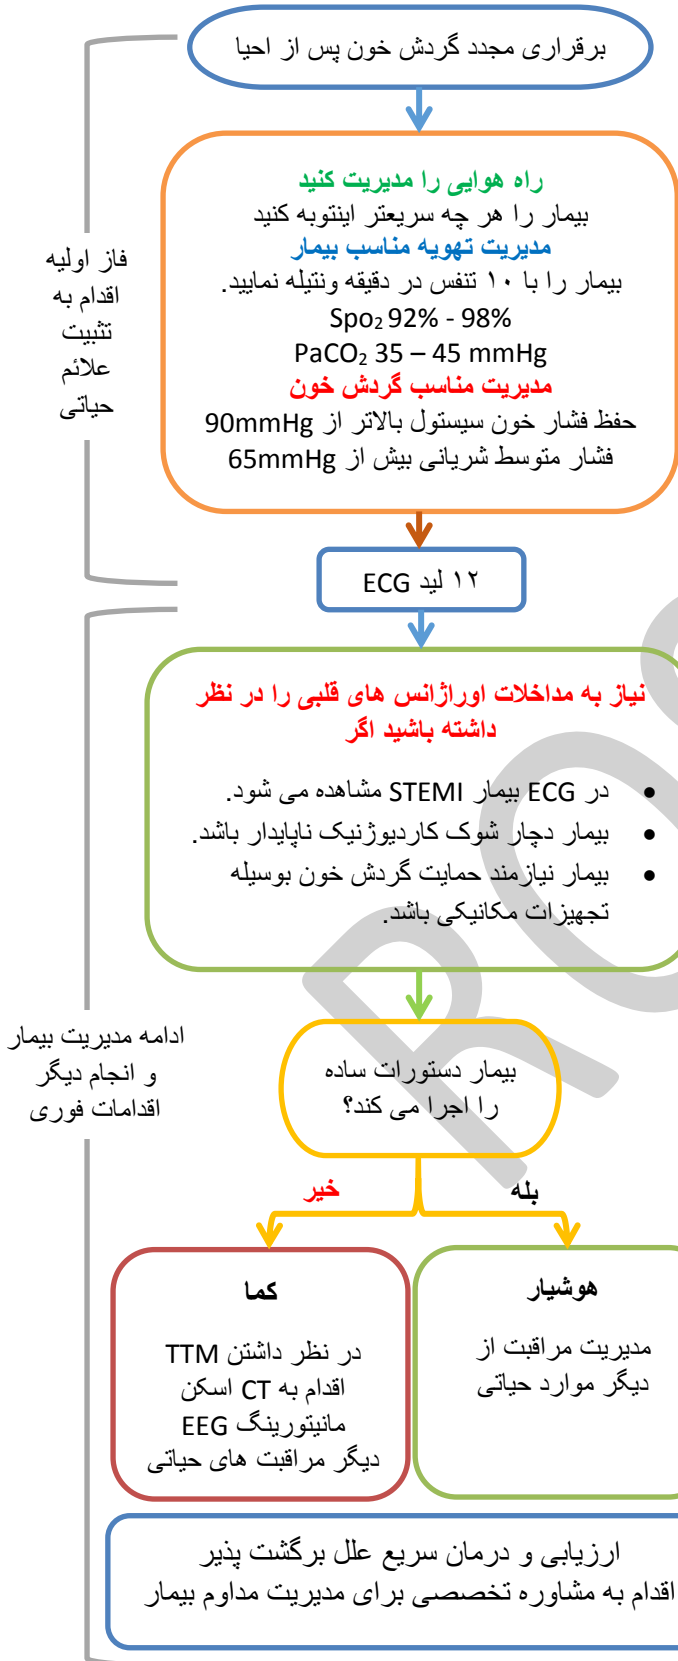 برقراری مجدد گردش خون پس از احیا
راه هوایی را مدیریت کنید
بیمار را هر چه سریعتر اینتوبه کنید
مدیریت تهویه مناسب بیمار
بیمار را با ۱۰ تنفس در دقیقه ونتیله نمایید.
Spo₂ 92% - 98%
PaCO₂ 35 – 45 mmHg
مدیریت مناسب گردش خون
حفظ فشار خون سیستول بالاتر از 90mmHg
فشار متوسط شریانی بیش از 65mmHg
فاز اولیه
اقدام به
تثبیت
علائم
حیاتی
۱۲ لید ECG
نیاز به مداخلات اوراژانس های قلبی را در نظر
داشته باشید اگر
• در ECG بیمار STEMI مشاهده می شود.
• بیمار دچار شوک کاردیوژنیک ناپایدار باشد.
• بیمار نیازمند حمایت گردش خون بوسیله
تجهیزات مکانیکی باشد.
ادامه مدیریت بیمار
و انجام دیگر
اقدامات فوری
بیمار دستورات ساده
را اجرا می کند؟
بله
خیر
هوشیار
مدیریت مراقبت از
دیگر موارد حیاتی
کما
در نظر داشتن TTM
اقدام به CT اسکن
مانیتورینگ EEG
دیگر مراقبت های حیاتی
ارزیابی و درمان سریع علل برگشت پذیر
اقدام به مشاوره تخصصی برای مدیریت مداوم بیمار